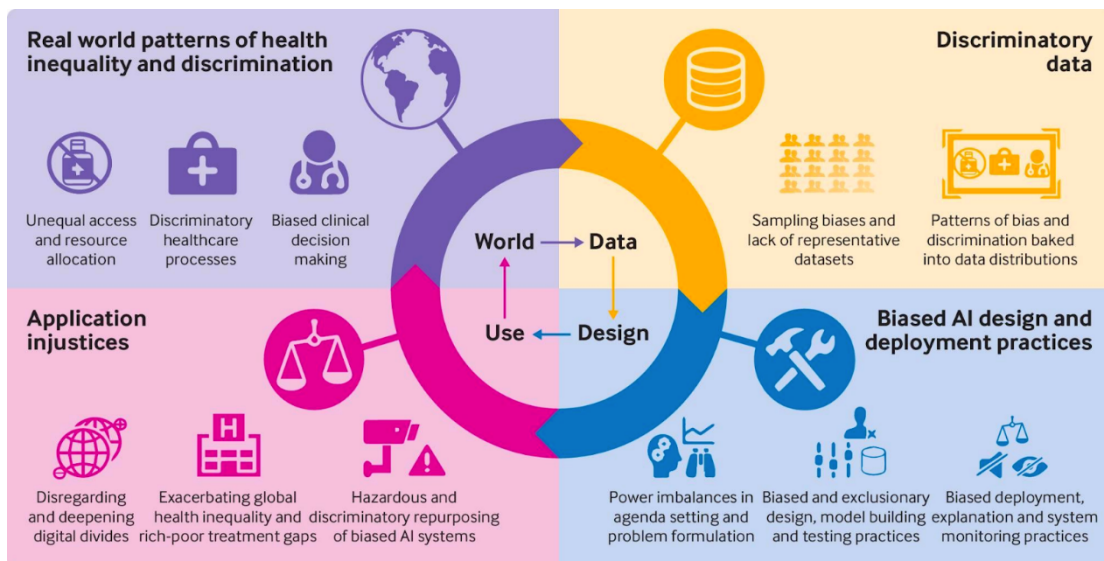 Real world patterns of health
inequality and discrimination
Unequal access
and resource
allocation
Discriminatory
healthcare
processes
Biased clinical
decision
making
Discriminatory
data
Sampling biases and
lack of representative
datasets
Patterns of bias and
discrimination baked
into data distributions
World
Data
Use
Design
Application
injustices
H
Disregarding
and deepening
digital divides
Exacerbating global
health inequality and
rich-poor treatment gaps
Hazardous and
discriminatory repurposing
of biased AI systems
Biased AI design and
deployment practices
Power imbalances in
agenda setting and
problem formulation
Biased and exclusionary
design, model building
and testing practices
Biased deployment,
explanation and system
monitoring practices